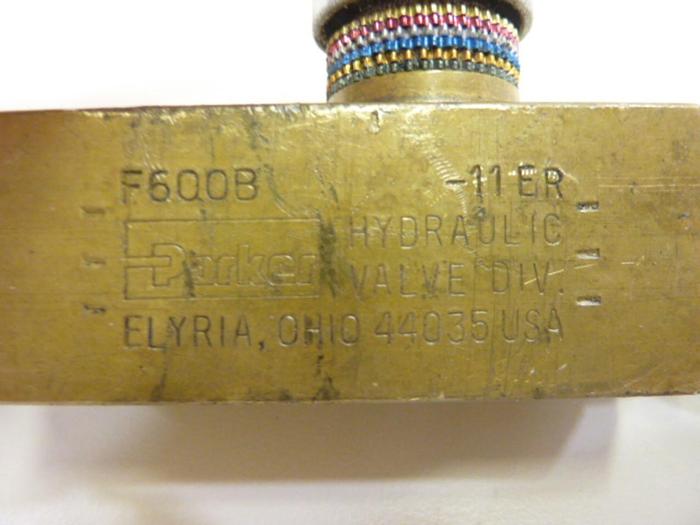 F600B -11 ER
Parker HYDRAULIC
VALVE DIV.
ELYRIA, OHIO 44035 USA